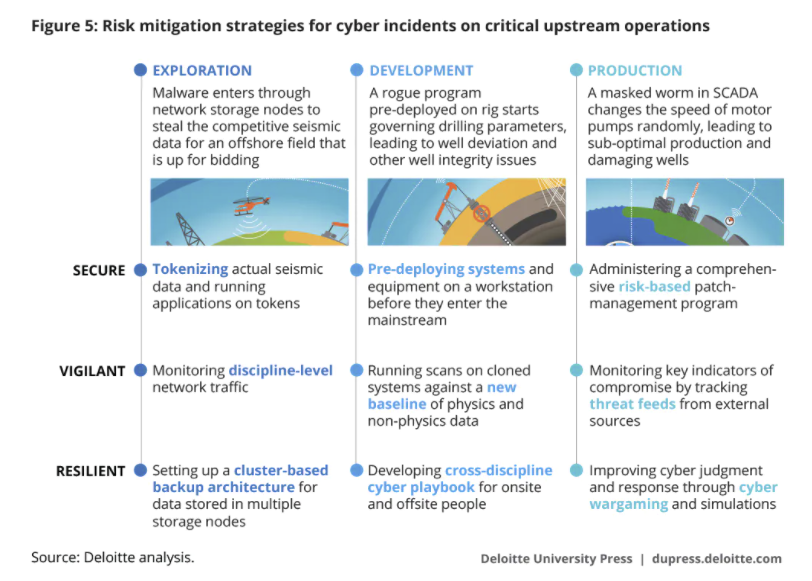 Figure 5: Risk mitigation strategies for cyber incidents on critical upstream operations
EXPLORATION
Malware enters through
network storage nodes to
steal the competitive seismic
data for an offshore field that
is up for bidding
DEVELOPMENT
A rogue program
pre-deployed on rig starts
governing drilling parameters,
leading to well deviation and
other well integrity issues
PRODUCTION
A masked worm in SCADA
changes the speed of motor
pumps randomly, leading to
sub-optimal production and
damaging wells
SECURE
Tokenizing actual seismic
data and running
applications on tokens
Pre-deploying systems and
equipment on a workstation
before they enter the
mainstream
Administering a comprehen-
sive risk-based patch-
management program
VIGILANT
Monitoring discipline-level
network traffic
Running scans on cloned
systems against a new
baseline of physics and
non-physics data
Monitoring key indicators of
compromise by tracking
threat feeds from external
sources
RESILIENT
Setting up a cluster-based
backup architecture for
data stored in multiple
storage nodes
Developing cross-discipline
cyber playbook for onsite
and offsite people
Improving cyber judgment
and response through cyber
wargaming and simulations
Source: Deloitte analysis.
Deloitte University Press | dupress.deloitte.com